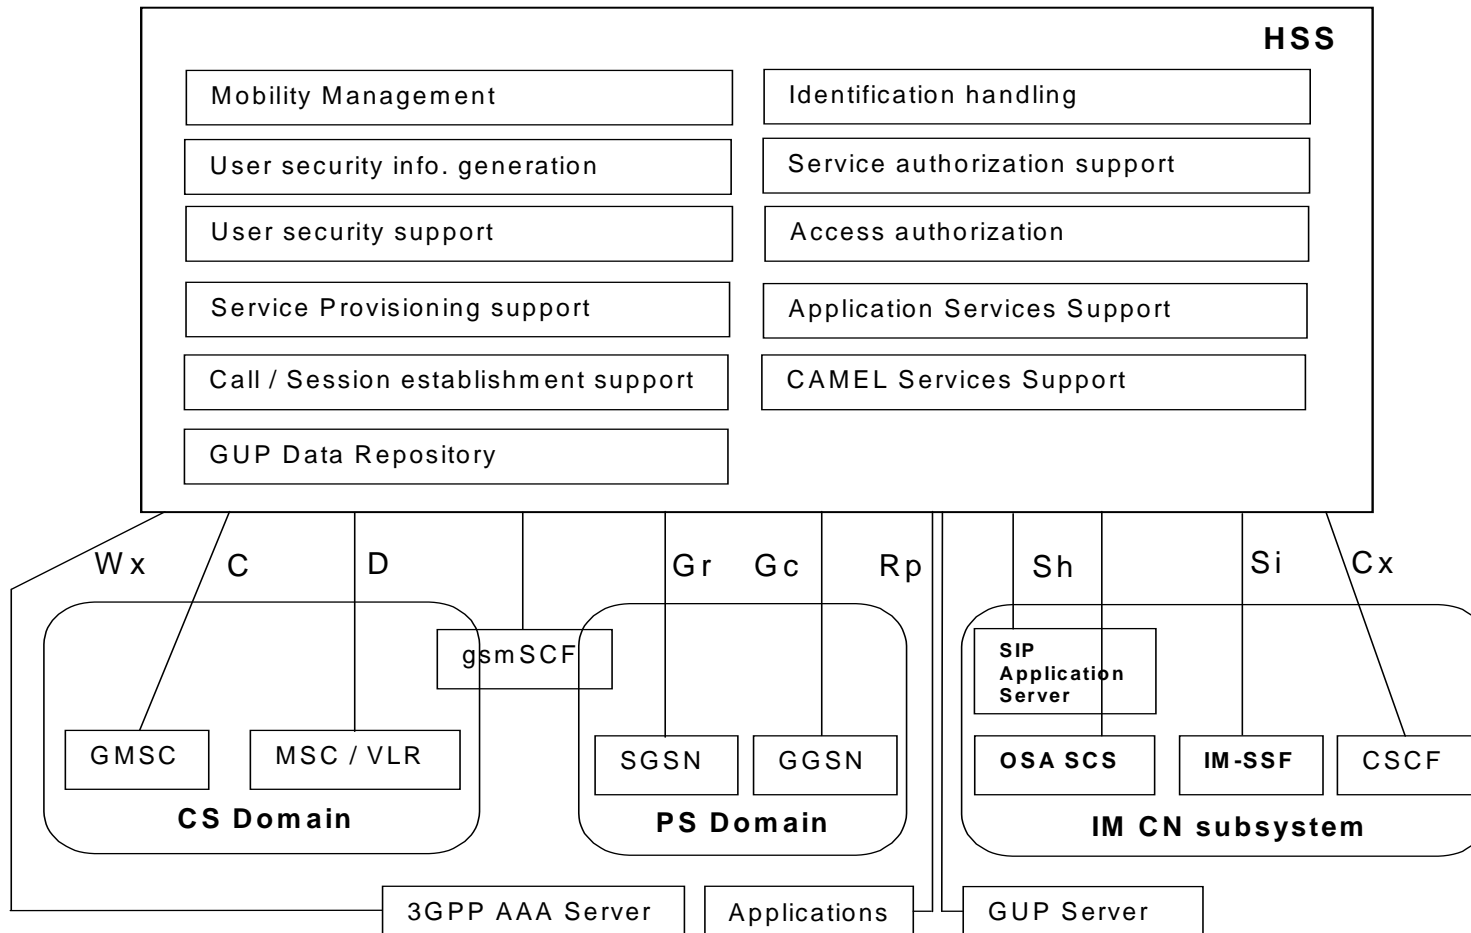 HSS
Mobility Management
Identification handling
User security info. generation
Service authorization support
User security support
Access authorization
Service Provisioning support
Application Services Support
Call / Session establishment support
CAMEL Services Support
GUP Data Repository
Wx
C
D
Gr
Gc
Rp
Sh
Si
Cx
gsmSCF
SIP
Application
Server
GMSC
MSC / VLR
SGSN
GGSN
OSA SCS
IM-SSF
CSCF
CS Domain
PS Domain
IM CN subsystem
3GPP AAA Server
Applications
GUP Server